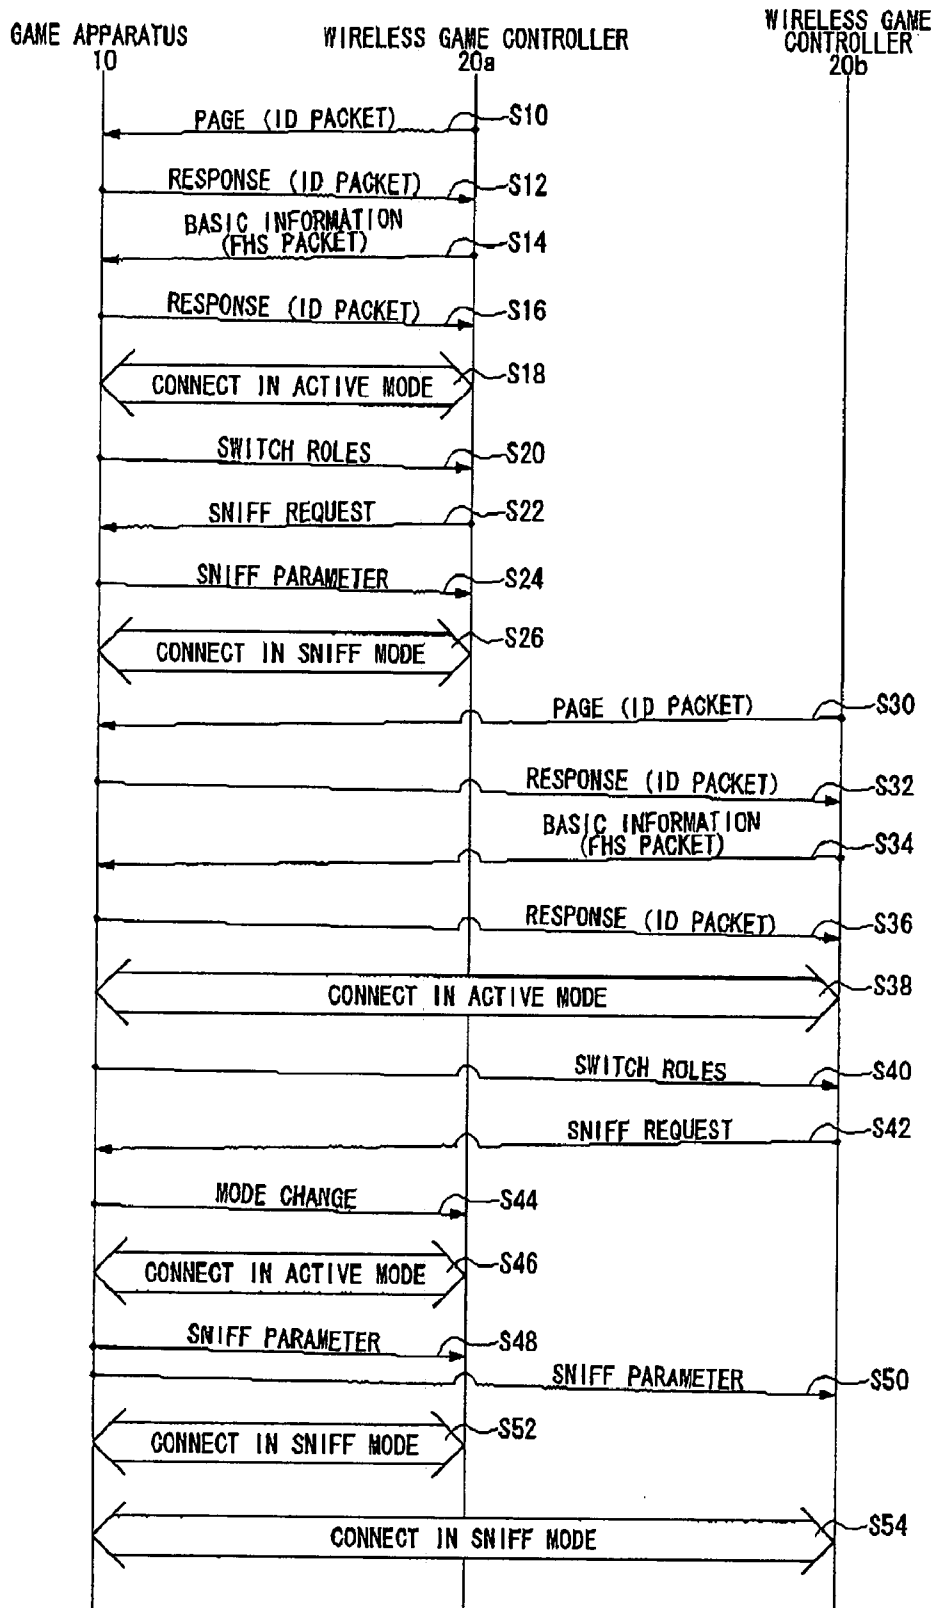 GAME APPARATUS
10
WIRELESS GAME CONTROLLER
20a
WIRELESS GAME
CONTROLLER
20b
PAGE (ID PACKET)
S10
RESPONSE (ID PACKET)
S12
BASIC INFORMATION
(FHS PACKET)
S14
RESPONSE (ID PACKET)
S16
CONNECT IN ACTIVE MODE
S18
SWITCH ROLES
S20
SNIFF REQUEST
S22
SNIFF PARAMETER
S24
CONNECT IN SNIFF MODE
S26
PAGE (ID PACKET)
S30
RESPONSE (ID PACKET)
S32
BASIC INFORMATION
(FHS PACKET)
S34
RESPONSE (ID PACKET)
S36
CONNECT IN ACTIVE MODE
S38
SWITCH ROLES
S40
SNIFF REQUEST
S42
MODE CHANGE
S44
CONNECT IN ACTIVE MODE
S46
SNIFF PARAMETER
S48
SNIFF PARAMETER
S50
CONNECT IN SNIFF MODE
S52
CONNECT IN SNIFF MODE
S54